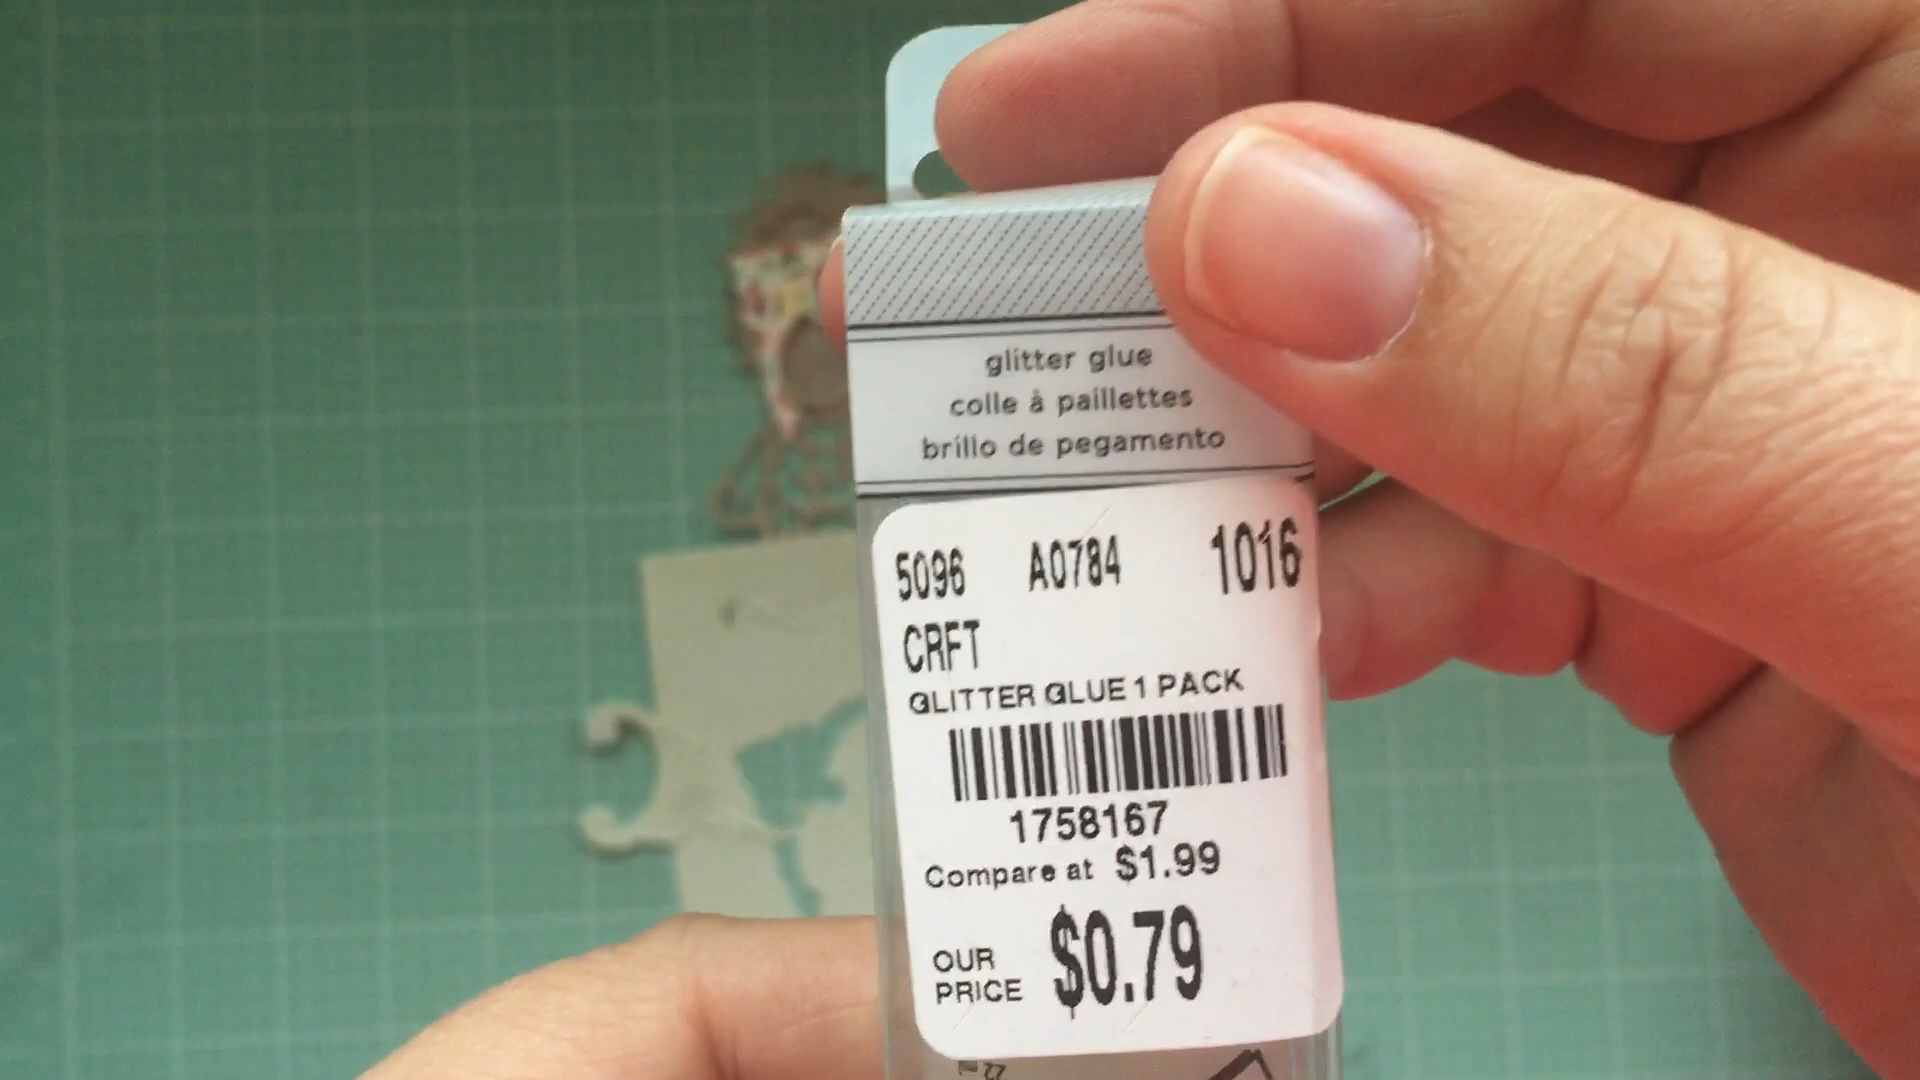 glitter glue
colle à paillettes
brillo de pegamento
5096 A0784 1016
CRFT
GLITTER GLUE 1 PACK
1758167
Compare at $1.99
OUR PRICE $0.79